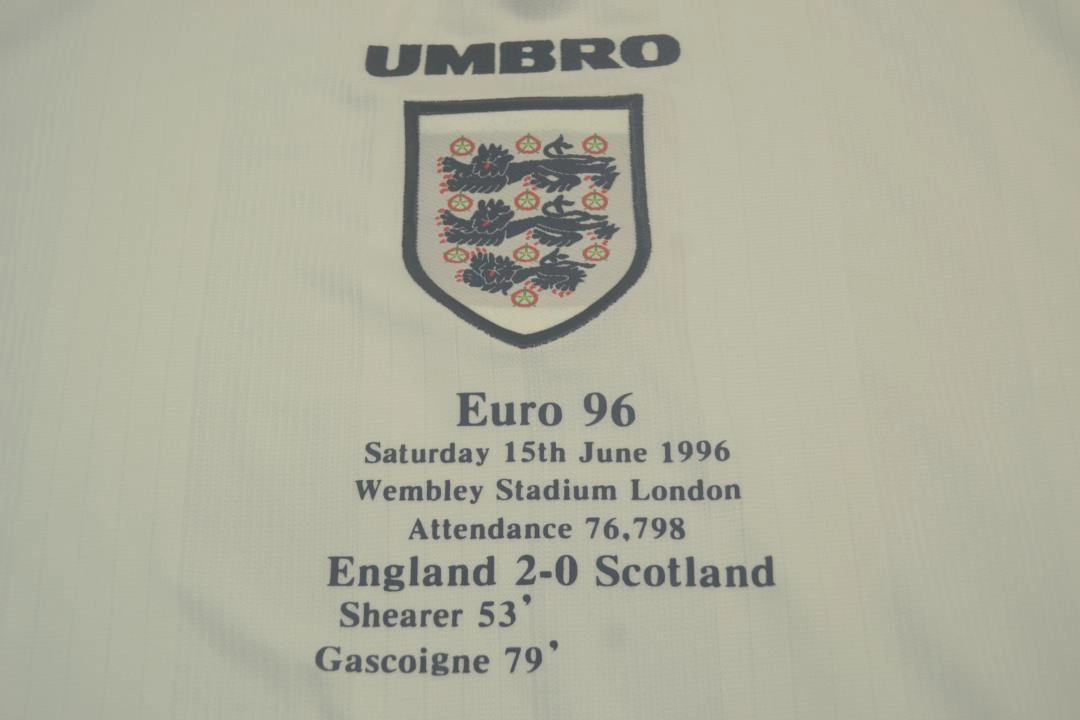 UMBRO
Euro 96
Saturday 15th June 1996
Wembley Stadium London
Attendance 76,798
England 2-0 Scotland
Shearer 53’
Gascoigne 79’